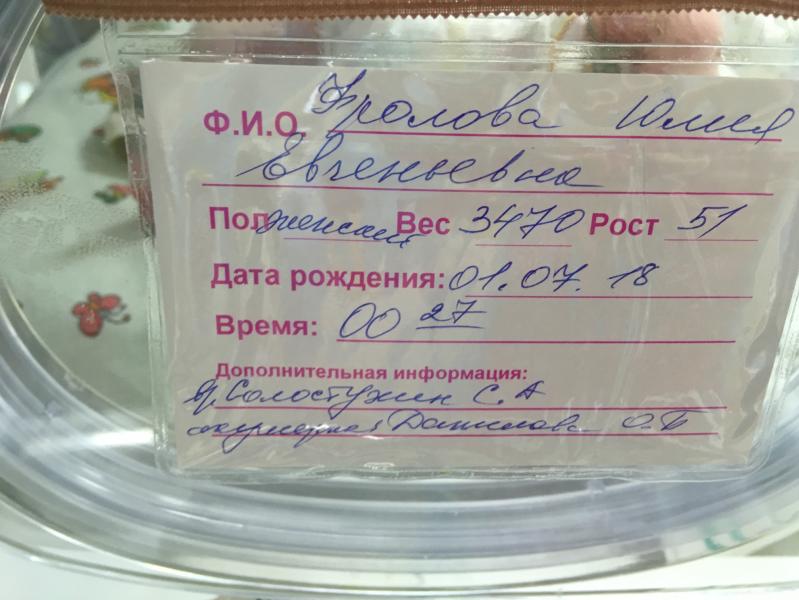 Ф.И.О. Фролова Юлия
Евгеньевна
Пол женский Вес 3470 Рост 51
Дата рождения: 01.07.18
Время: 00 27
Дополнительная информация:
С. А
Данилова О.Б